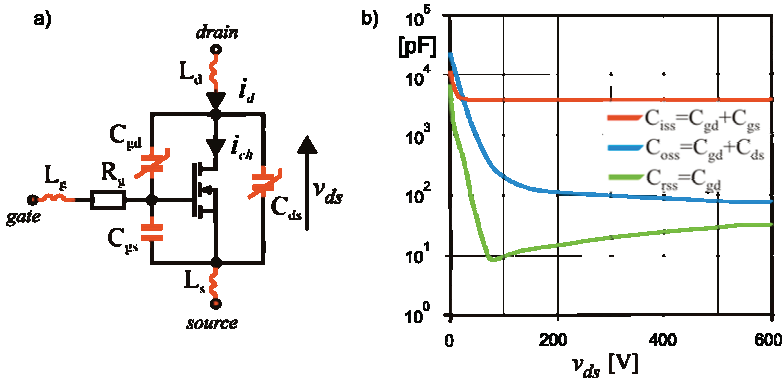 a)
drain
L_d
i_d
C_gd
i_ch
L_g
R_g
gate
C_ds
v_ds
C_gs
L_s
source
b)
10^5
[pF]
10^4
10^3
10^2
10^1
10^0
C_iss=C_gd+C_gs
C_oss=C_gd+C_ds
C_rss=C_gd
0 200 400 600
v_ds [V]